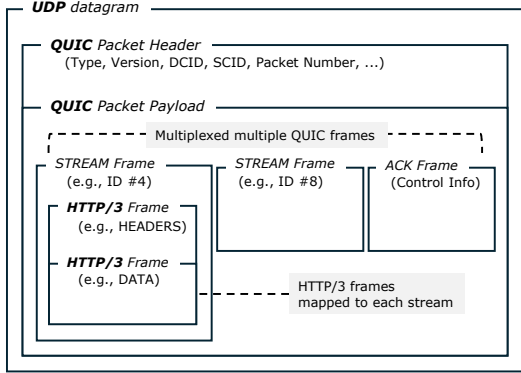 UDP datagram
QUIC Packet Header
(Type, Version, DCID, SCID, Packet Number, ...)
QUIC Packet Payload
Multiplexed multiple QUIC frames
STREAM Frame
(e.g., ID #4)
STREAM Frame
(e.g., ID #8)
ACK Frame
(Control Info)
HTTP/3 Frame
(e.g., HEADERS)
HTTP/3 Frame
(e.g., DATA)
HTTP/3 frames
mapped to each stream